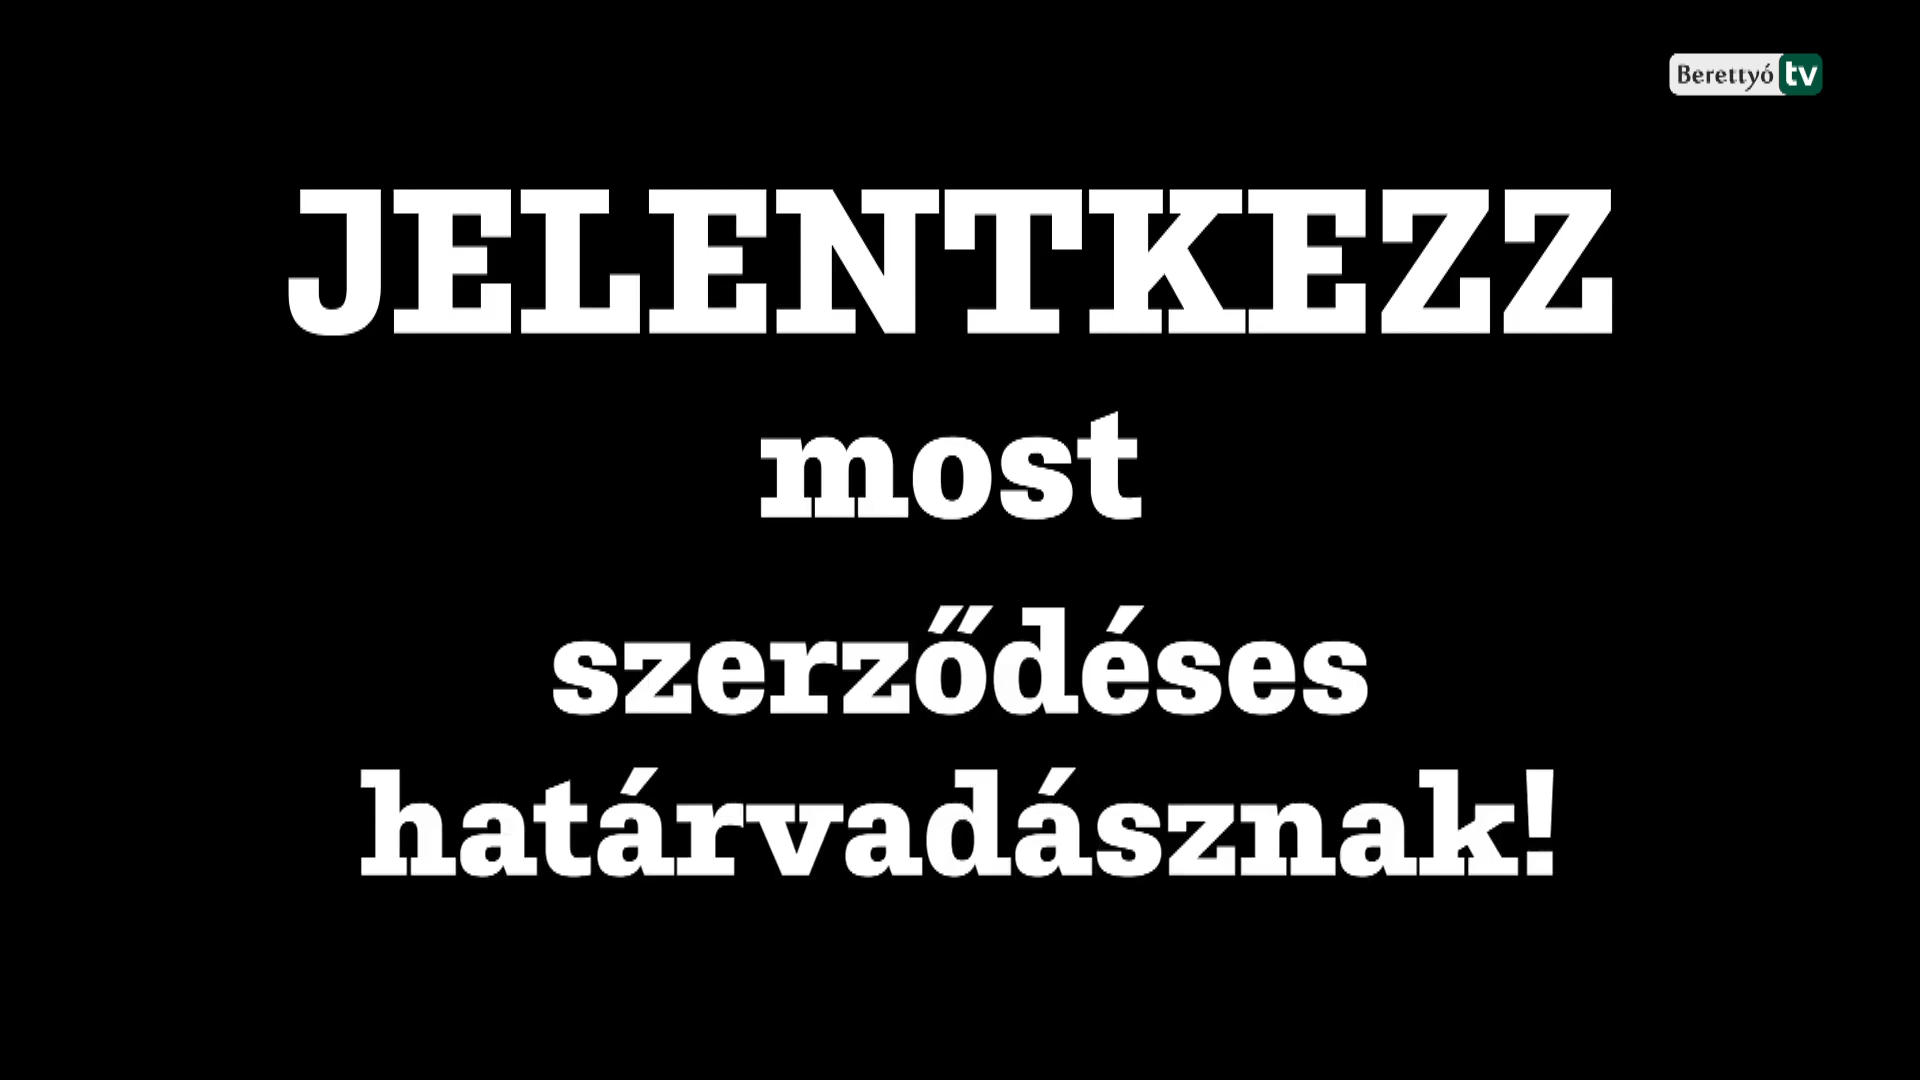 Berettyó tv
JELENTKEZZ
most
szerződéses
határvadásznak!